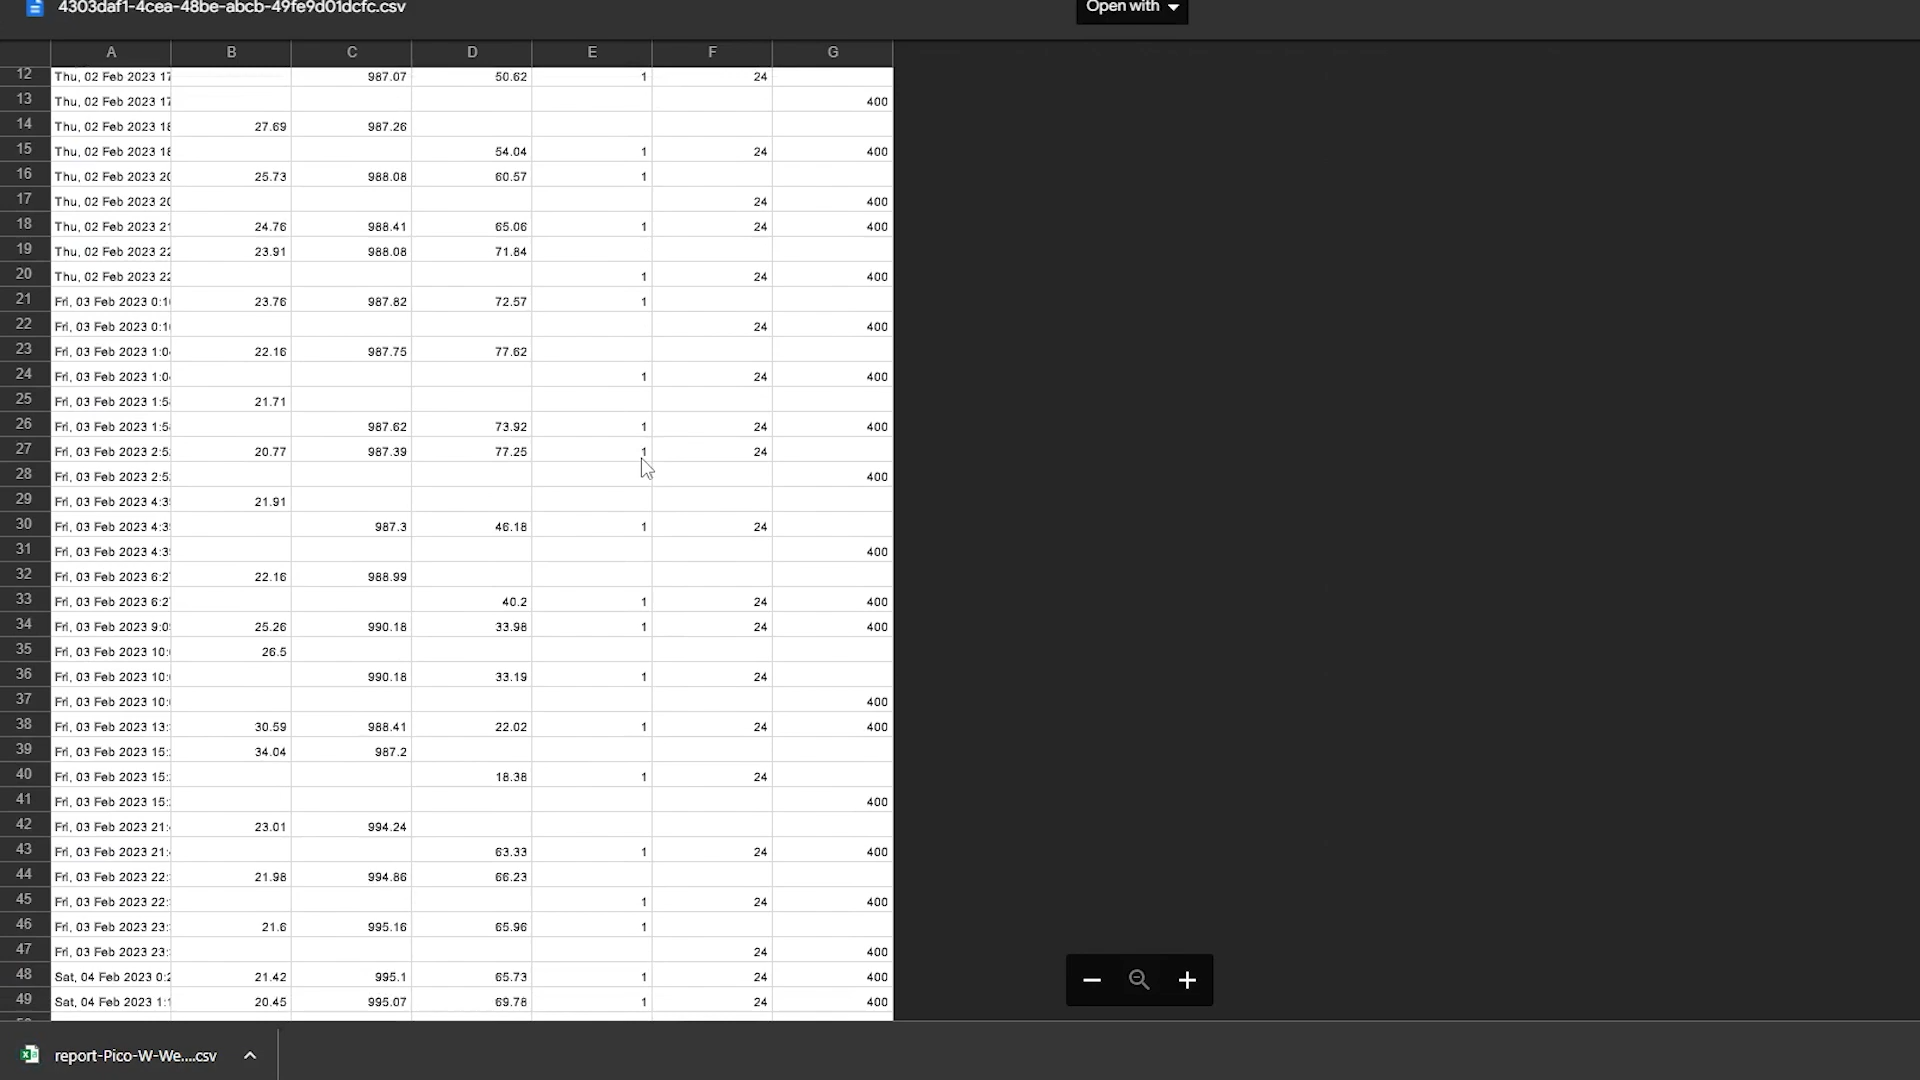 4303daf1-4cea-48be-abcb-49fe9d01dcfc.csv
Open with
A B C D E F G
12 Thu, 02 Feb 2023 17 987.07 50.62 1 24
13 Thu, 02 Feb 2023 17 400
14 Thu, 02 Feb 2023 18 27.69 987.26
15 Thu, 02 Feb 2023 18 54.04 1 24 400
16 Thu, 02 Feb 2023 20 25.73 988.08 60.57 1
17 Thu, 02 Feb 2023 20 24 400
18 Thu, 02 Feb 2023 21 24.76 988.41 65.06 1 24 400
19 Thu, 02 Feb 2023 22 23.91 988.08 71.84
20 Thu, 02 Feb 2023 22 1 24 400
21 Fri, 03 Feb 2023 0:1 23.76 987.82 72.57 1
22 Fri, 03 Feb 2023 0:1 24 400
23 Fri, 03 Feb 2023 1:0 22.16 987.75 77.62
24 Fri, 03 Feb 2023 1:0 1 24 400
25 Fri, 03 Feb 2023 1:5 21.71
26 Fri, 03 Feb 2023 1:5 987.62 73.92 1 24 400
27 Fri, 03 Feb 2023 2:5 20.77 987.39 77.25 1 24
28 Fri, 03 Feb 2023 2:5 400
29 Fri, 03 Feb 2023 4:3 21.91
30 Fri, 03 Feb 2023 4:3 987.3 46.18 1 24
31 Fri, 03 Feb 2023 4:3 400
32 Fri, 03 Feb 2023 6:2 22.16 988.99
33 Fri, 03 Feb 2023 6:2 40.2 1 24 400
34 Fri, 03 Feb 2023 9:0 25.26 990.18 33.98 1 24 400
35 Fri, 03 Feb 2023 10: 26.5
36 Fri, 03 Feb 2023 10: 990.18 33.19 1 24
37 Fri, 03 Feb 2023 10: 400
38 Fri, 03 Feb 2023 13: 30.59 988.41 22.02 1 24 400
39 Fri, 03 Feb 2023 15: 34.04 987.2
40 Fri, 03 Feb 2023 15: 18.38 1 24
41 Fri, 03 Feb 2023 15: 400
42 Fri, 03 Feb 2023 21: 23.01 994.24
43 Fri, 03 Feb 2023 21: 63.33 1 24 400
44 Fri, 03 Feb 2023 22: 21.98 994.86 66.23
45 Fri, 03 Feb 2023 22: 1 24 400
46 Fri, 03 Feb 2023 23: 21.6 995.16 65.96 1
47 Fri, 03 Feb 2023 23: 24 400
48 Sat, 04 Feb 2023 0:2 21.42 995.1 65.73 1 24 400
49 Sat, 04 Feb 2023 1:1 20.45 995.07 69.78 1 24 400
report-Pico-W-We....csv